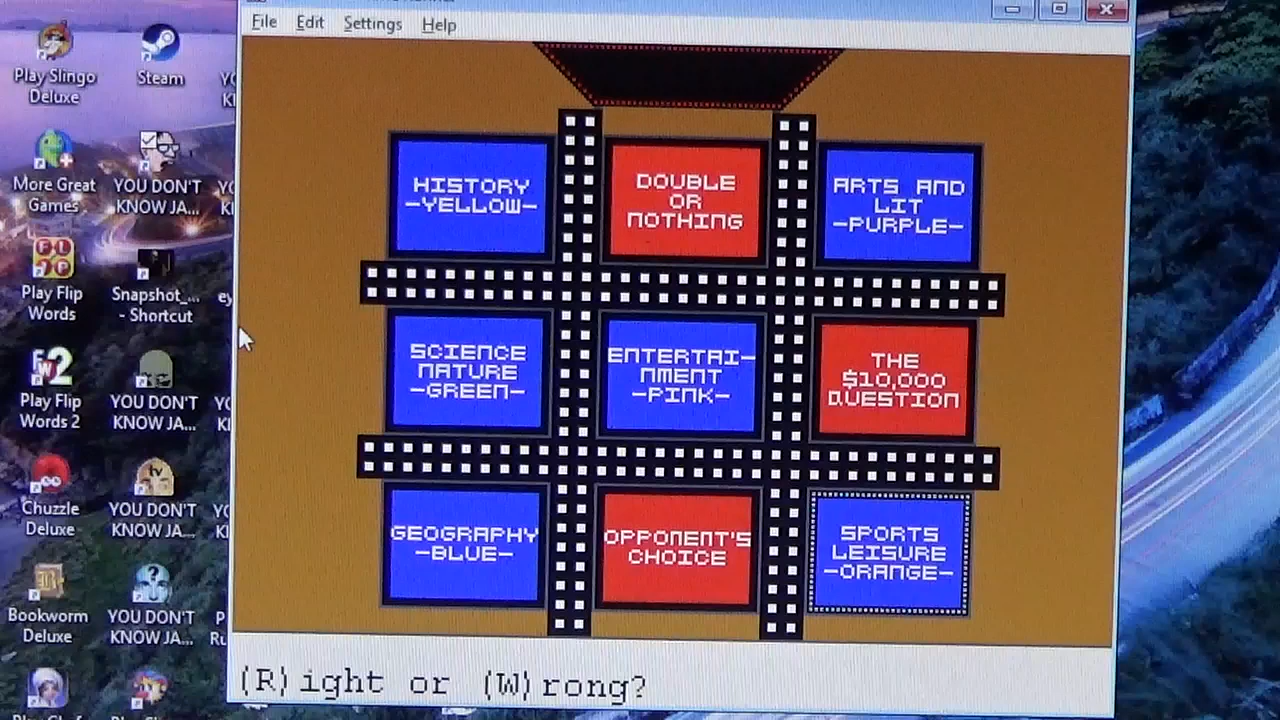 File Edit Settings Help
Play Slingo
Deluxe
Steam
More Great
Games
YOU DON'T
KNOW JA...
Play Flip
Words
Snapshot_...
- Shortcut
ey
Play Flip
Words 2
YOU DON'T
KNOW JA...
Chuzzle
Deluxe
YOU DON'T
KNOW JA...
Bookworm
Deluxe
YOU DON'T
KNOW JA...
HISTORY
-YELLOW-
DOUBLE
OR
NOTHING
ARTS AND
LIT
-PURPLE-
SCIENCE
NATURE
-GREEN-
ENTERTAI-
NMENT
-PINK-
THE
$10,000
QUESTION
GEOGRAPHY
-BLUE-
OPPONENT'S
CHOICE
SPORTS
LEISURE
-ORANGE-
(R)ight or (W)rong?